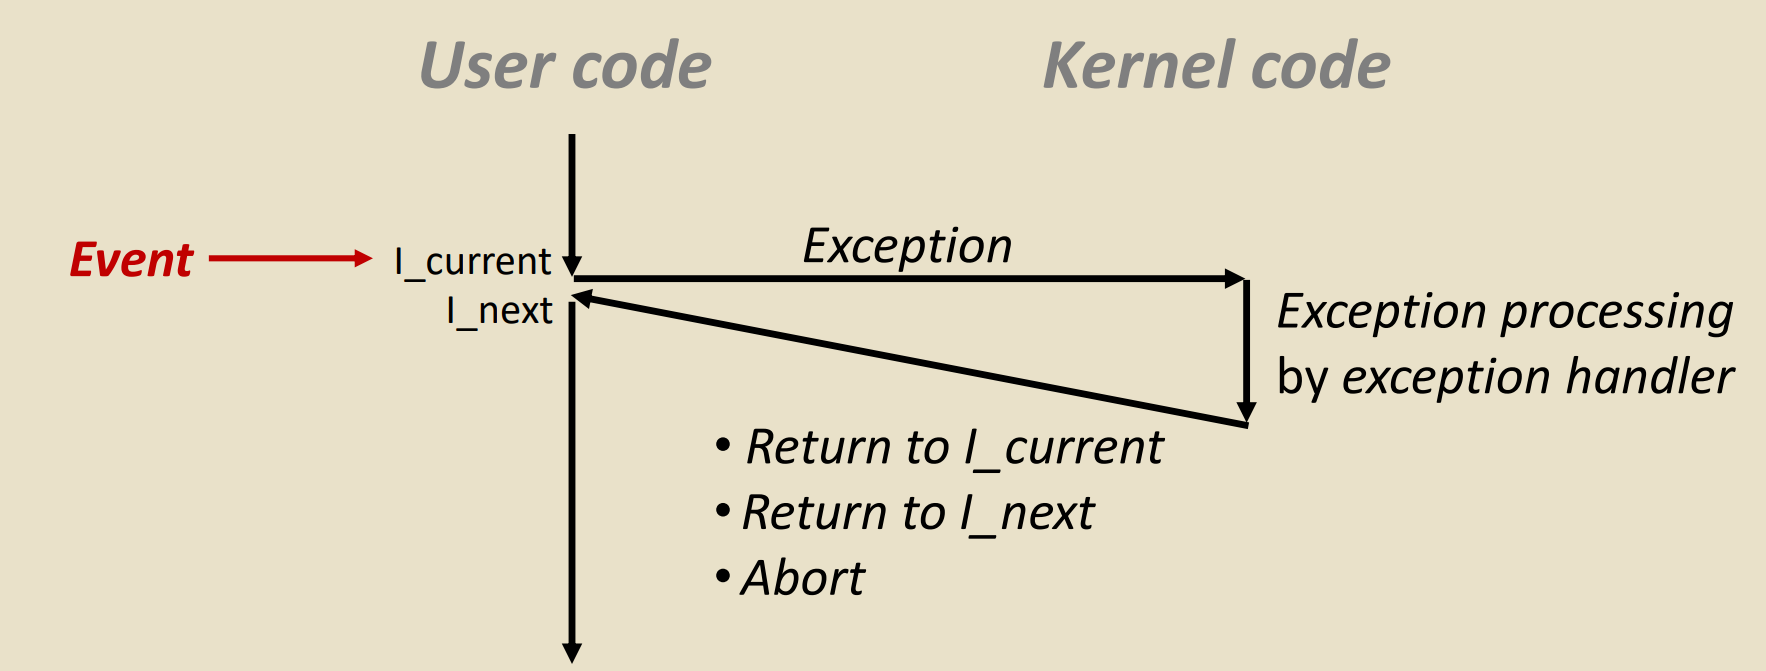 User code
Kernel code
Event
I_current
Exception
I_next
Exception processing
by exception handler
• Return to I_current
• Return to I_next
• Abort